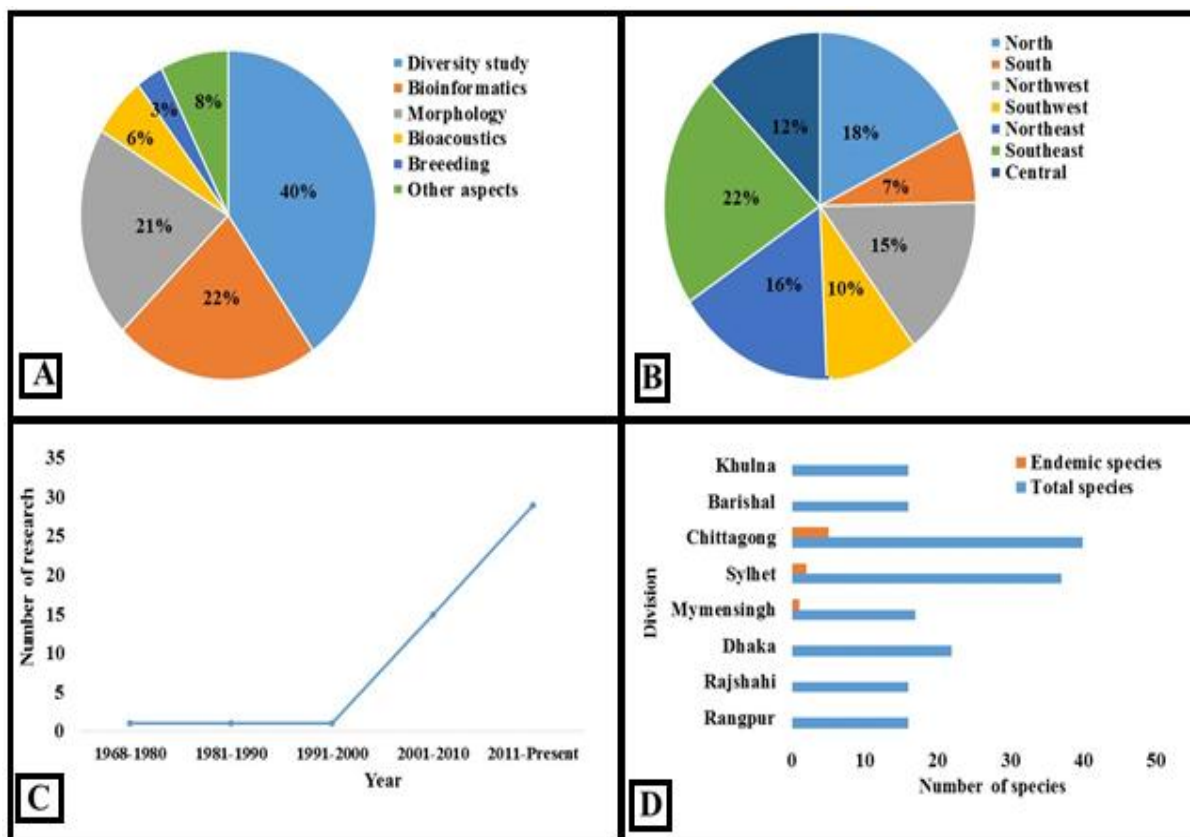 Diversity study
Bioinformatics
Morphology
Bioacoustics
Breeeding
Other aspects
40%
22%
21%
6%
3%
8%
A
North
South
Northwest
Southwest
Northeast
Southeast
Central
18%
7%
15%
10%
16%
22%
12%
B
Number of research
35
30
25
20
15
10
5
0
1968-1980 1981-1990 1991-2000 2001-2010 2011-Present
Year
C
Division
Khulna
Barishal
Chittagong
Sylhet
Mymensingh
Dhaka
Rajshahi
Rangpur
Endemic species
Total species
0 10 20 30 40 50
Number of species
D